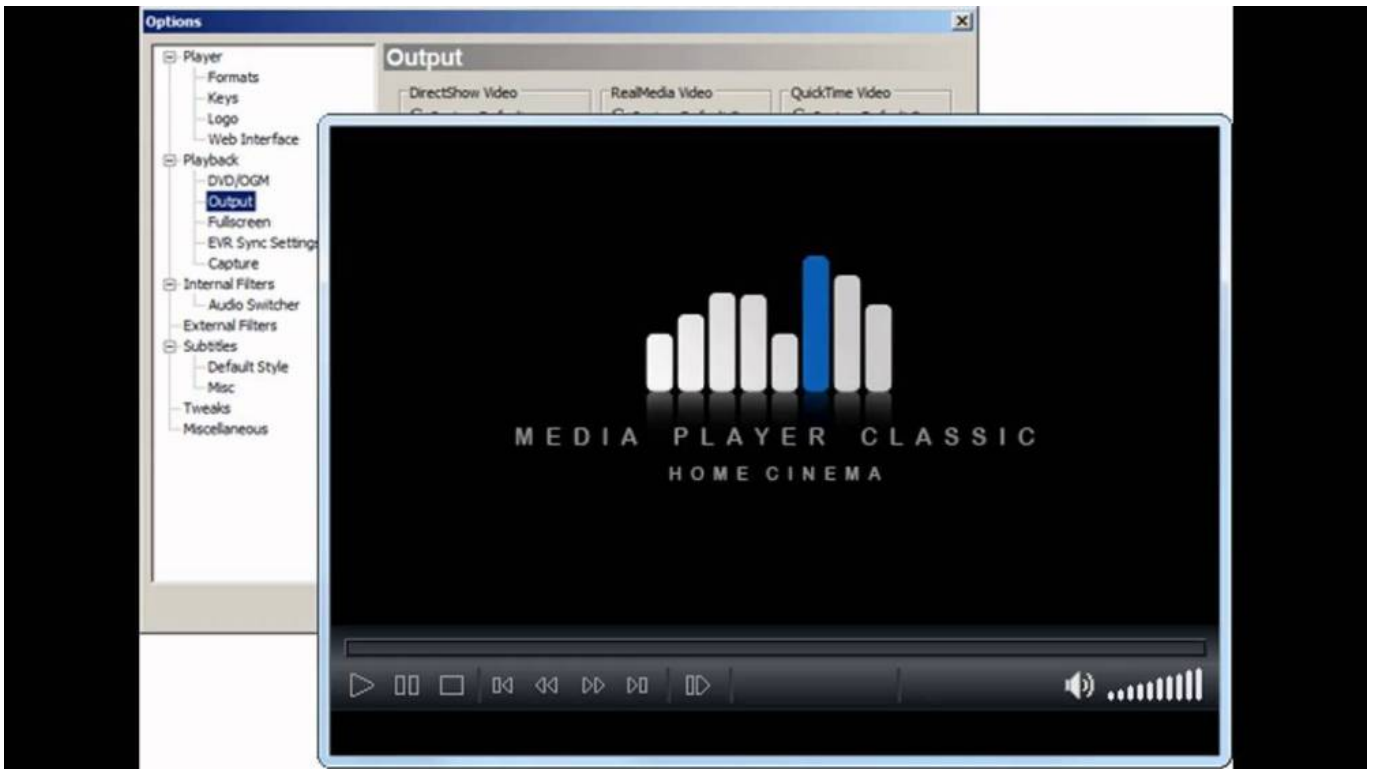 Options
Player
Formats
Keys
Logo
Web Interface
Playback
DVD/OGM
Output
Fullscreen
EVR Sync Settings
Capture
Internal Filters
Audio Switcher
External Filters
Subtitles
Default Style
Misc
Tweaks
Miscellaneous
Output
DirectShow Video RealMedia Video QuickTime Video
MEDIA PLAYER CLASSIC
HOME CINEMA